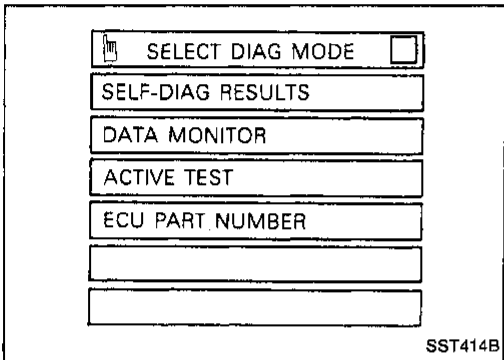 SELECT DIAG MODE
SELF-DIAG RESULTS
DATA MONITOR
ACTIVE TEST
ECU PART NUMBER
SST414B